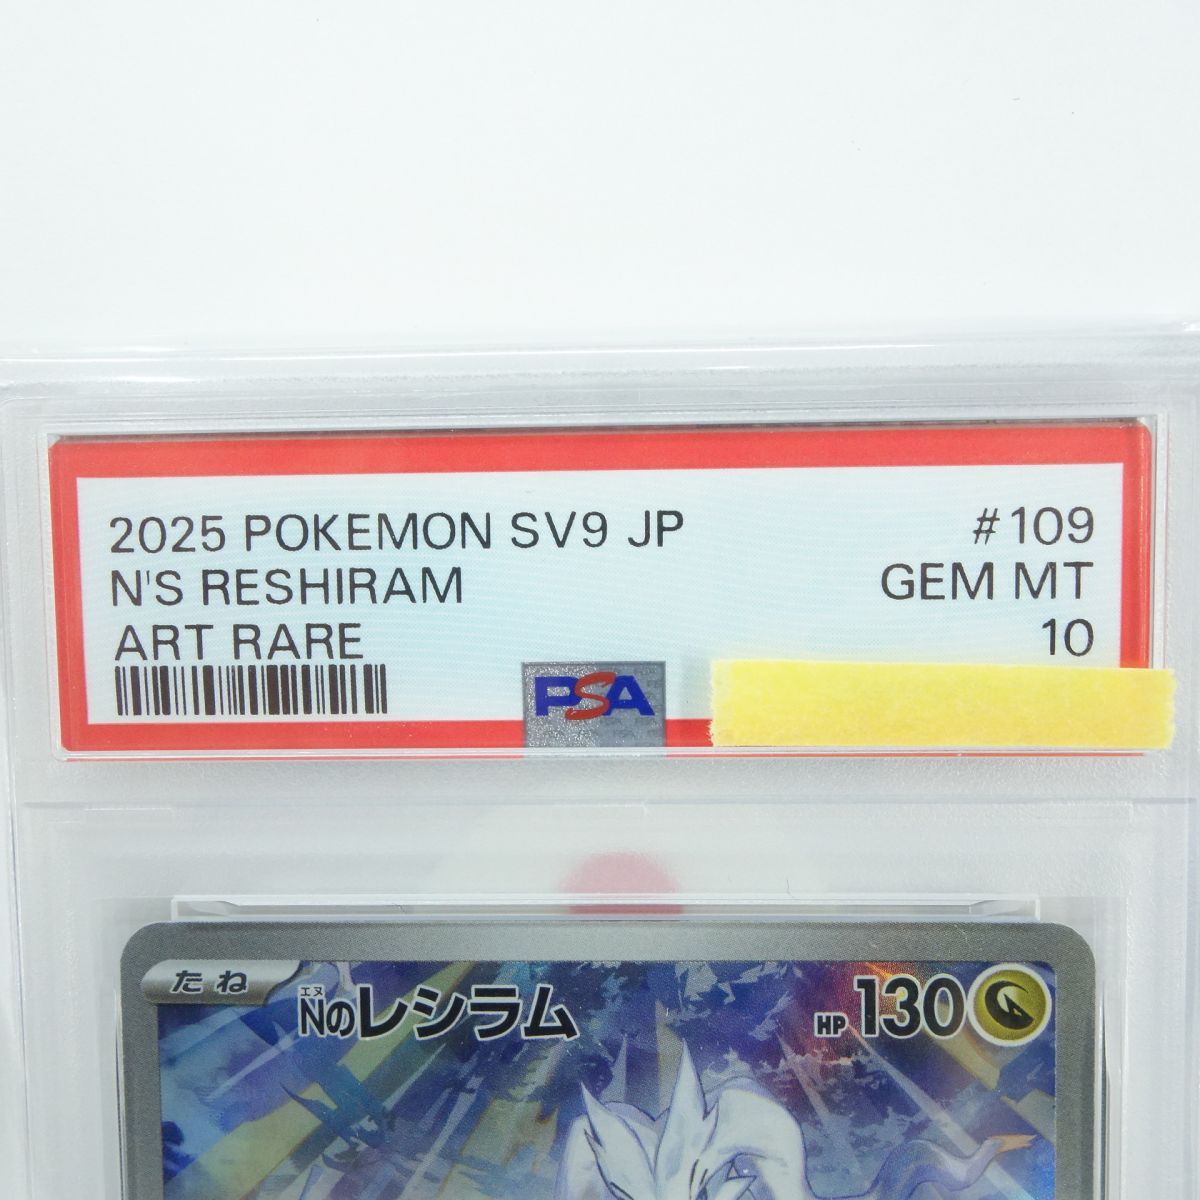 2025 POKEMON SV9 JP #109
N'S RESHIRAM GEM MT
ART RARE 10
PSA
たね
エヌ
Nのレシラム HP 130